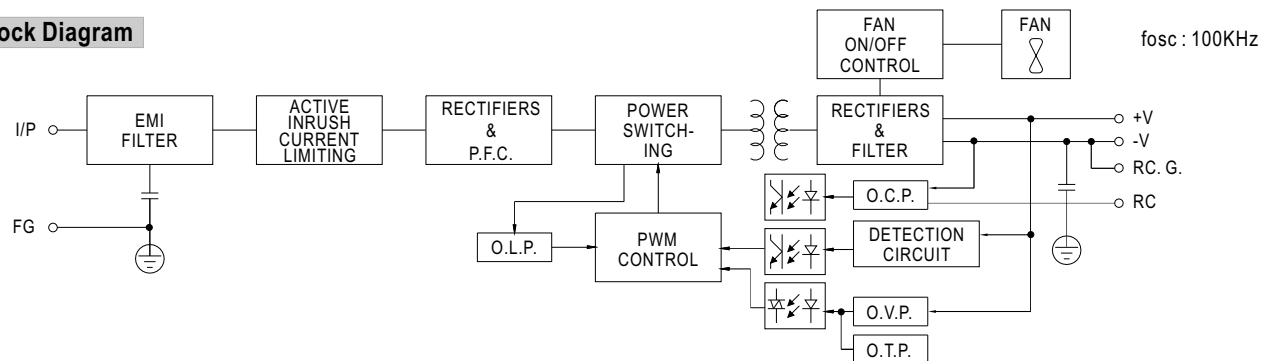 ock Diagram
fosc : 100KHz
FAN
ON/OFF
CONTROL
FAN
I/P
EMI
FILTER
ACTIVE
INRUSH
CURRENT
LIMITING
RECTIFIERS
&
P.F.C.
POWER
SWITCH-
ING
RECTIFIERS
&
FILTER
+V
-V
RC. G.
RC
FG
O.L.P.
PWM
CONTROL
O.C.P.
DETECTION
CIRCUIT
O.V.P.
O.T.P.